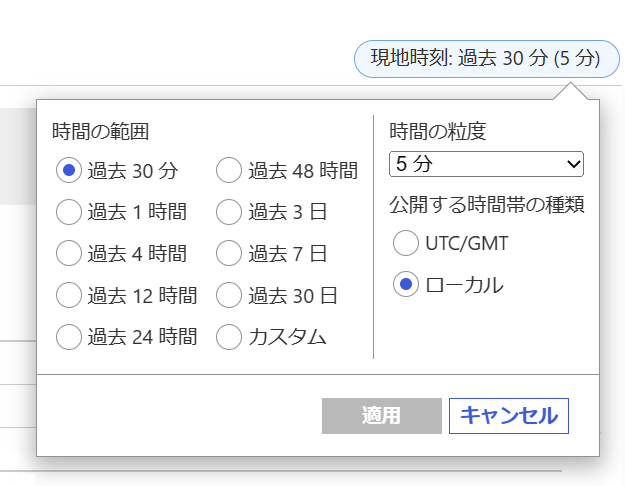 現地時刻: 過去 30 分 (5 分)
時間の範囲
過去 30 分
過去 48 時間
過去 1 時間
過去 3 日
過去 4 時間
過去 7 日
過去 12 時間
過去 30 日
過去 24 時間
カスタム
時間の粒度
5 分
公開する時間帯の種類
UTC/GMT
ローカル
適用
キャンセル